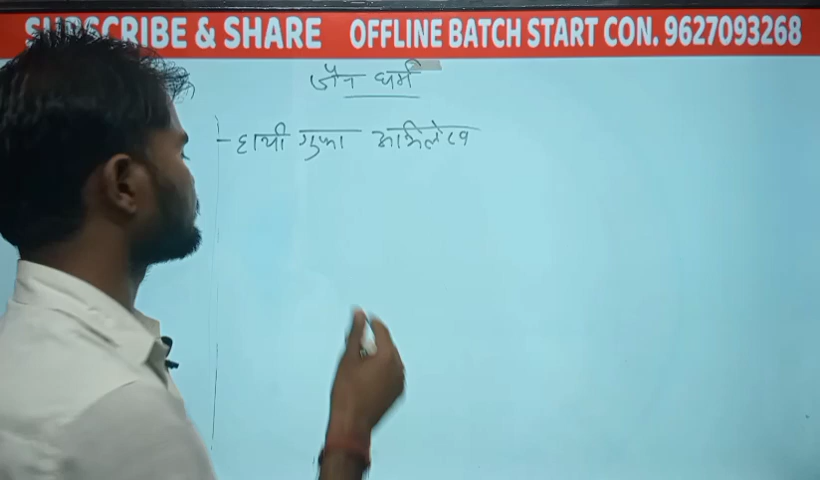 SUBSCRIBE & SHARE OFFLINE BATCH START CON. 9627093268
जैन धर्म
- हाथी गुफा अभिलेख